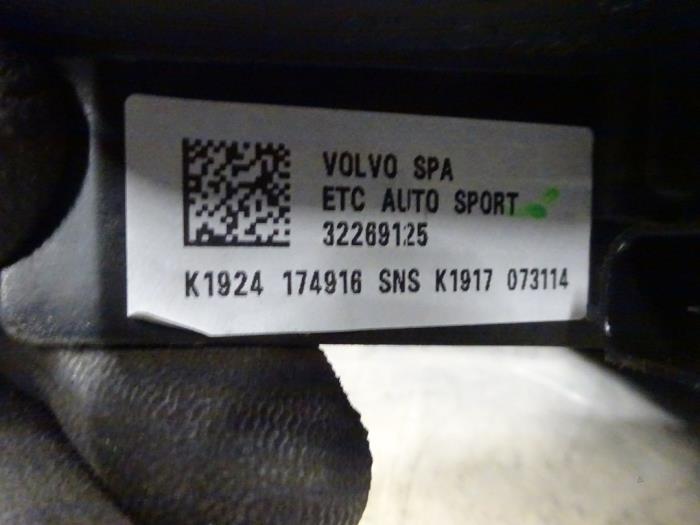 VOLVO SPA
ETC AUTO SPORT
32269125
K1924 174916 SNS K1917 073114